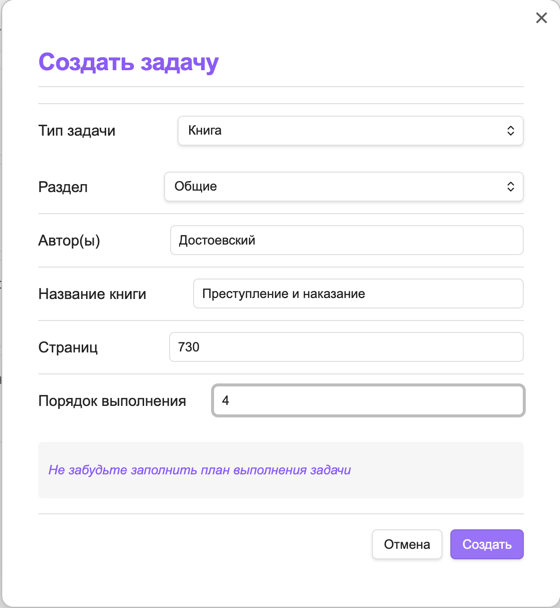 Создать задачу
Тип задачи Книга
Раздел Общие
Автор(ы) Достоевский
Название книги Преступление и наказание
Страниц 730
Порядок выполнения 4
Не забудьте заполнить план выполнения задачи
Отмена Создать